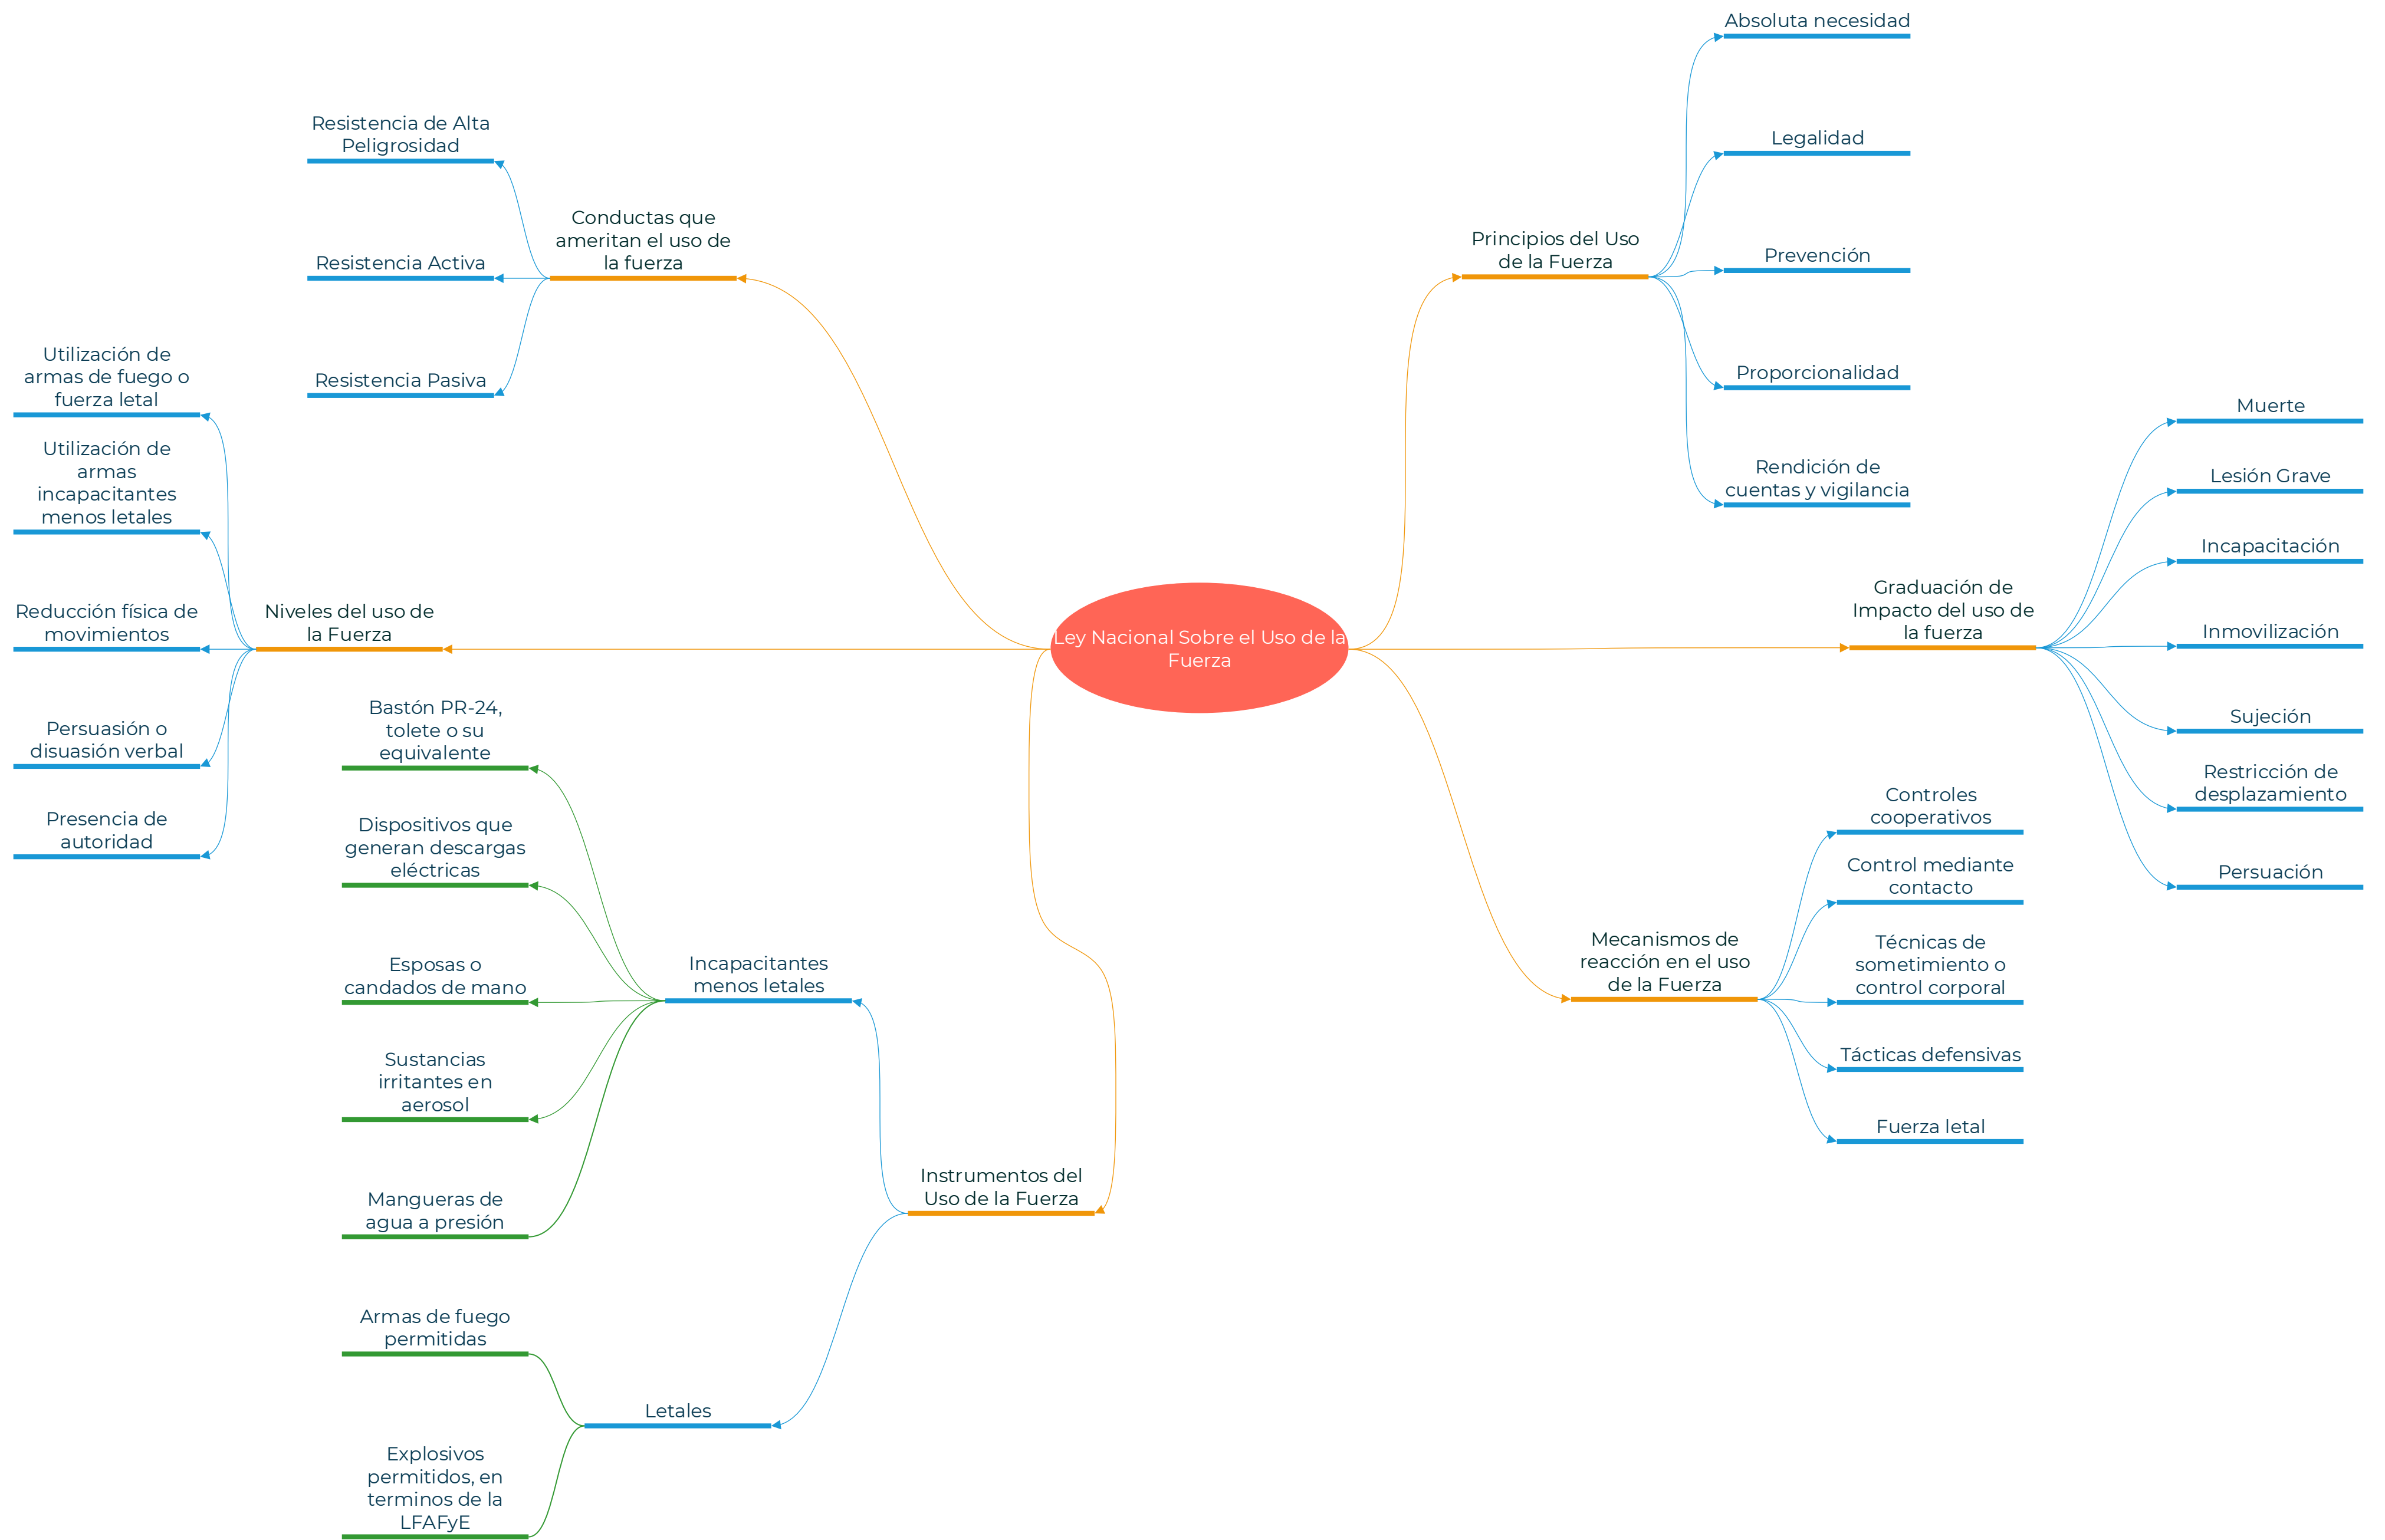 Ley Nacional Sobre el Uso de la
Fuerza
Conductas que
ameritan el uso de
la fuerza
Resistencia de Alta
Peligrosidad
Resistencia Activa
Resistencia Pasiva
Niveles del uso de
la Fuerza
Utilización de
armas de fuego o
fuerza letal
Utilización de
armas
incapacitantes
menos letales
Reducción física de
movimientos
Persuasión o
disuasión verbal
Presencia de
autoridad
Instrumentos del
Uso de la Fuerza
Incapacitantes
menos letales
Bastón PR-24,
tolete o su
equivalente
Dispositivos que
generan descargas
eléctricas
Esposas o
candados de mano
Sustancias
irritantes en
aerosol
Mangueras de
agua a presión
Letales
Armas de fuego
permitidas
Explosivos
permitidos, en
terminos de la
LFAFyE
Principios del Uso
de la Fuerza
Absoluta necesidad
Legalidad
Prevención
Proporcionalidad
Rendición de
cuentas y vigilancia
Graduación de
Impacto del uso de
la fuerza
Muerte
Lesión Grave
Incapacitación
Inmovilización
Sujeción
Restricción de
desplazamiento
Persuación
Mecanismos de
reacción en el uso
de la Fuerza
Controles
cooperativos
Control mediante
contacto
Técnicas de
sometimiento o
control corporal
Tácticas defensivas
Fuerza letal